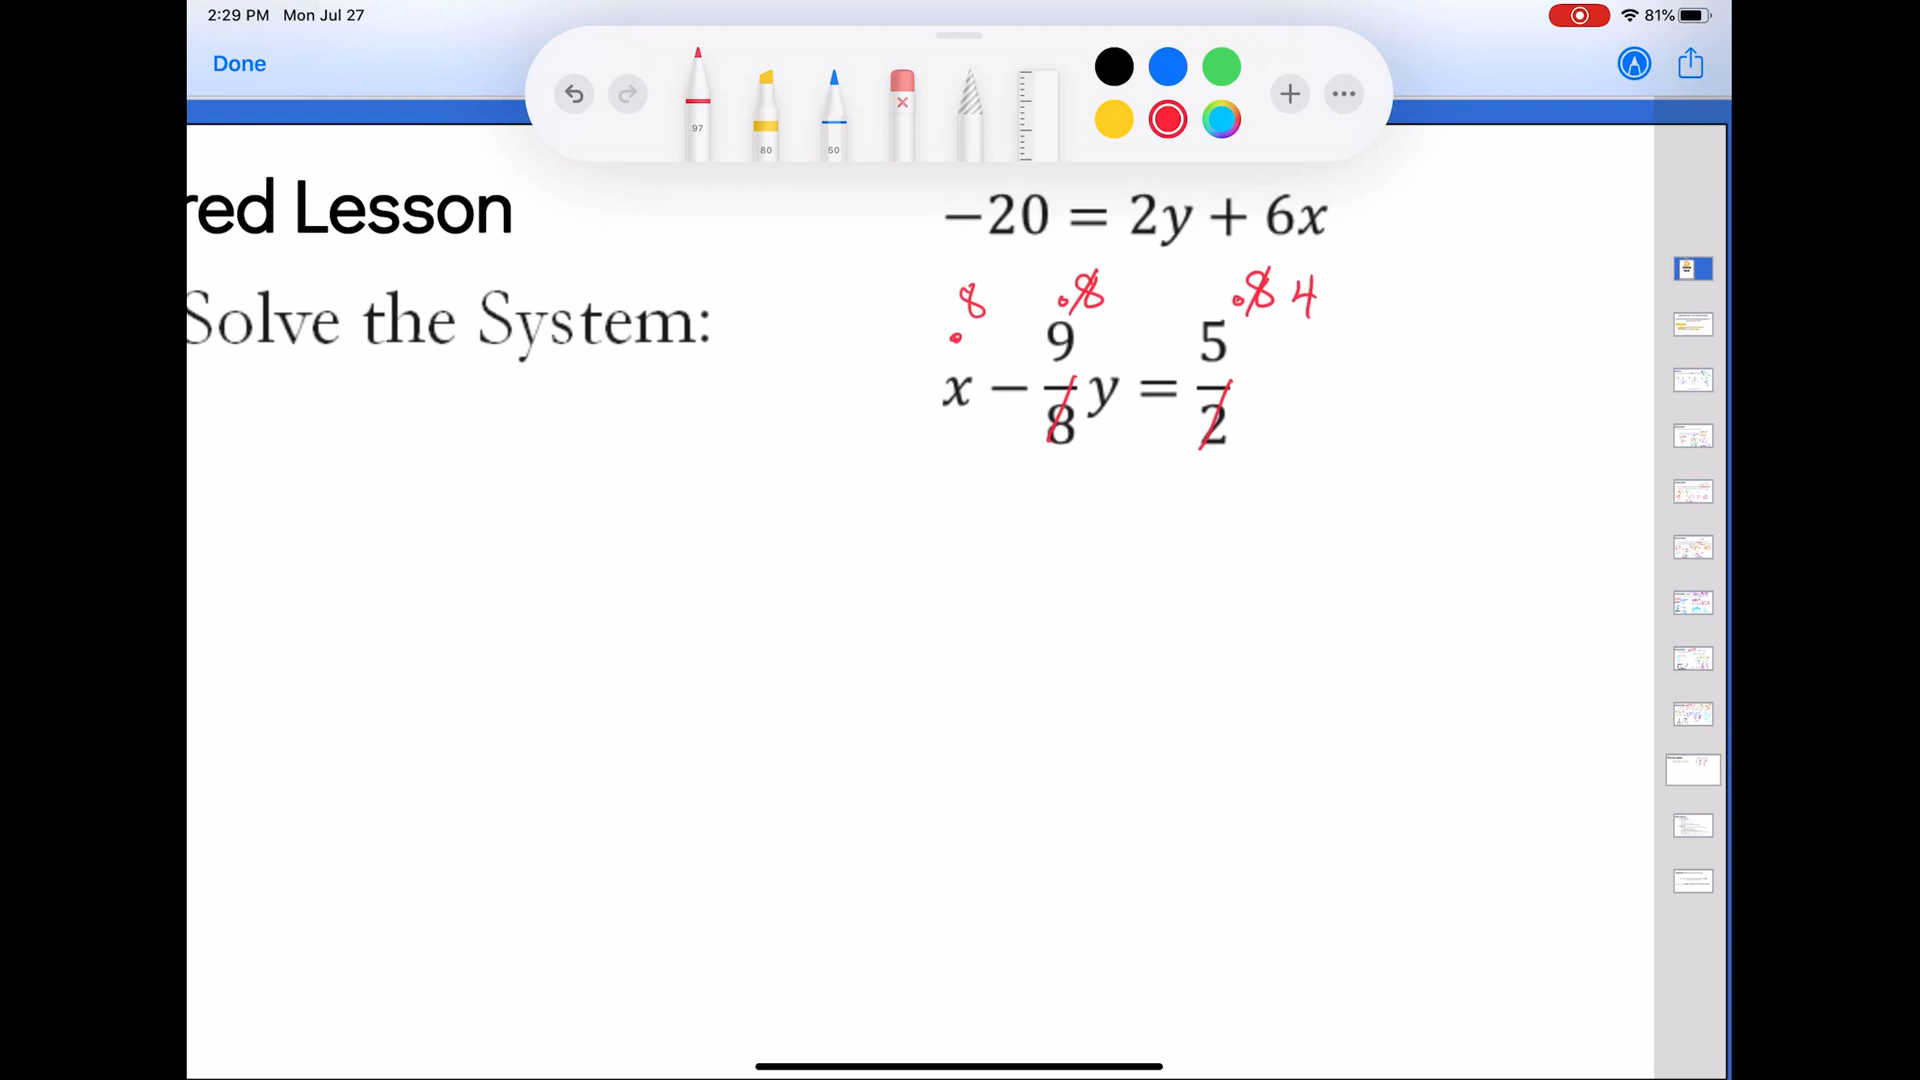 2:29 PM Mon Jul 27
81%
Done
97
80
50
red Lesson
−20 = 2y + 6x
Solve the System:
8 .8 .8 4
x − 9/8 y = 5/2